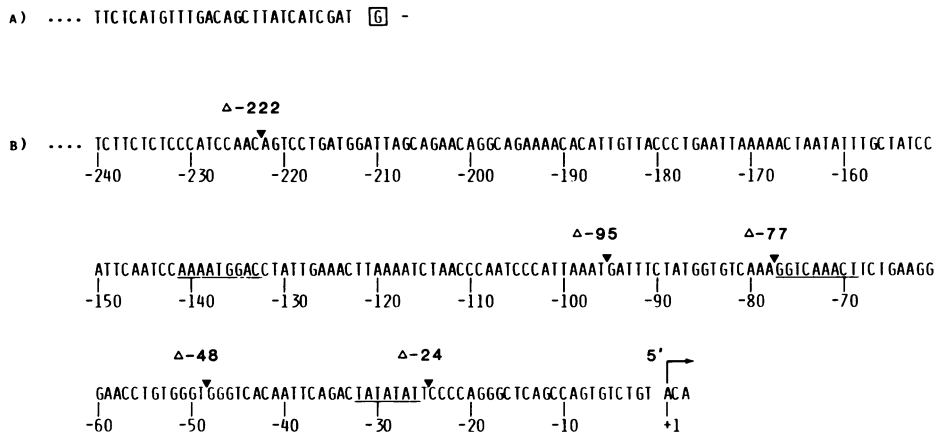 A) .... TTCTCATGTTTGACAGCTTATCATCGAT G -
△-222
B) .... TCTTCTCTCCCATCCAACAGTCCTGATGGATTAGCAGAACAGGCAGAAAACACATTGTTACCCTGAATTAAAAACTAATATTTGCTATCC
-240 -230 -220 -210 -200 -190 -180 -170 -160
△-95 △-77
ATTCAATCCAAAATGGACCTATTGAAACTTAAAATCTAACCCAATCCCATTAAATGATTTCTATGGTGTCAAAGGTCAAACTTCTGAAGG
-150 -140 -130 -120 -110 -100 -90 -80 -70
△-48 △-24 5'
GAACCTGTGGGTGGGTCACAATTCAGACTATATATTCCCCAGGGCTCAGCCAGTGTCTGT ACA
-60 -50 -40 -30 -20 -10 +1